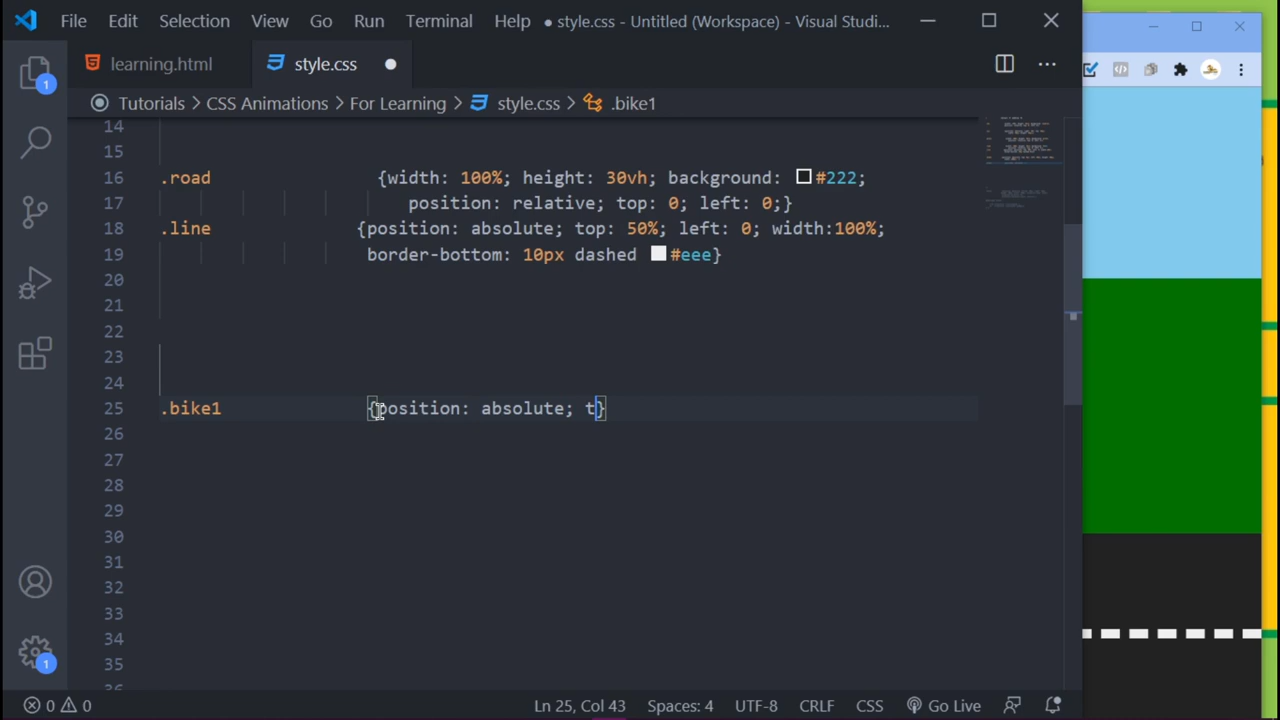 File Edit Selection View Go Run Terminal Help ● style.css - Untitled (Workspace) - Visual Studi...
learning.html style.css
Tutorials > CSS Animations > For Learning > style.css > .bike1
14
15
16 .road {width: 100%; height: 30vh; background: #222;
17 position: relative; top: 0; left: 0;}
18 .line {position: absolute; top: 50%; left: 0; width:100%;
19 border-bottom: 10px dashed #eee}
20
21
22
23
24
25 .bike1 {position: absolute; t}
26
27
28
29
30
31
32
33
34
35
36
1
1
0 0 Ln 25, Col 43 Spaces: 4 UTF-8 CRLF CSS Go Live